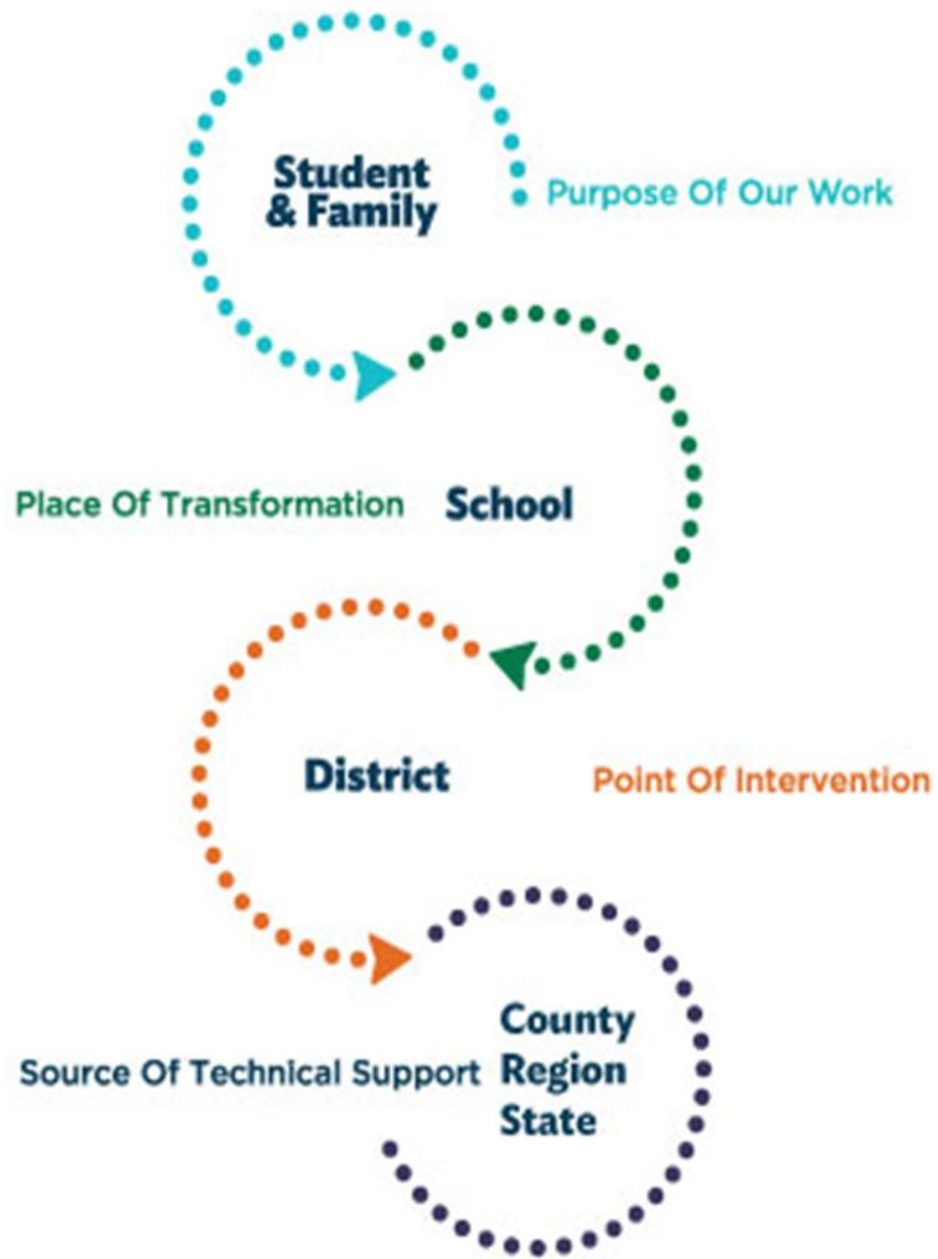 Student
& Family
Purpose Of Our Work
Place Of Transformation
School
District
Point Of Intervention
County
Source Of Technical Support
Region
State